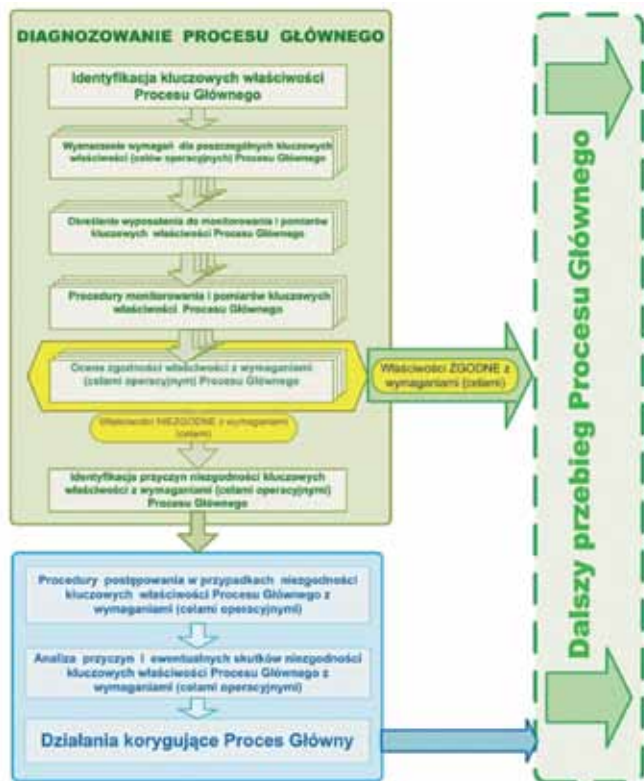 DIAGNOZOWANIE PROCESU GŁÓWNEGO
Identyfikacja kluczowych właściwości
Procesu Głównego
Wyznaczenie wymagań dla poszczególnych kluczowych
właściwości (celów operacyjnych) Procesu Głównego
Określenie wyposażenia do monitorowania i pomiarów
kluczowych właściwości Procesu Głównego
Procedury monitorowania i pomiarów kluczowych
właściwości Procesu Głównego
Ocena zgodności właściwości z wymaganiami
(celami operacyjnym) Procesu Głównego
Właściwości ZGODNE z
wymaganiami (celami)
Właściwości NIEZGODNE z wymaganiami
(celami)
Identyfikacja przyczyn niezgodności kluczowych
właściwości z wymaganiami (celami operacyjnymi)
Procesu Głównego
Procedury postępowania w przypadkach niezgodności
kluczowych właściwości Procesu Głównego z
wymaganiami (celami operacyjnymi)
Analiza przyczyn i ewentualnych skutków niezgodności
kluczowych właściwości Procesu Głównego z
wymaganiami (celami operacyjnymi)
Działania korygujące Proces Główny
Dalszy przebieg Procesu Głównego